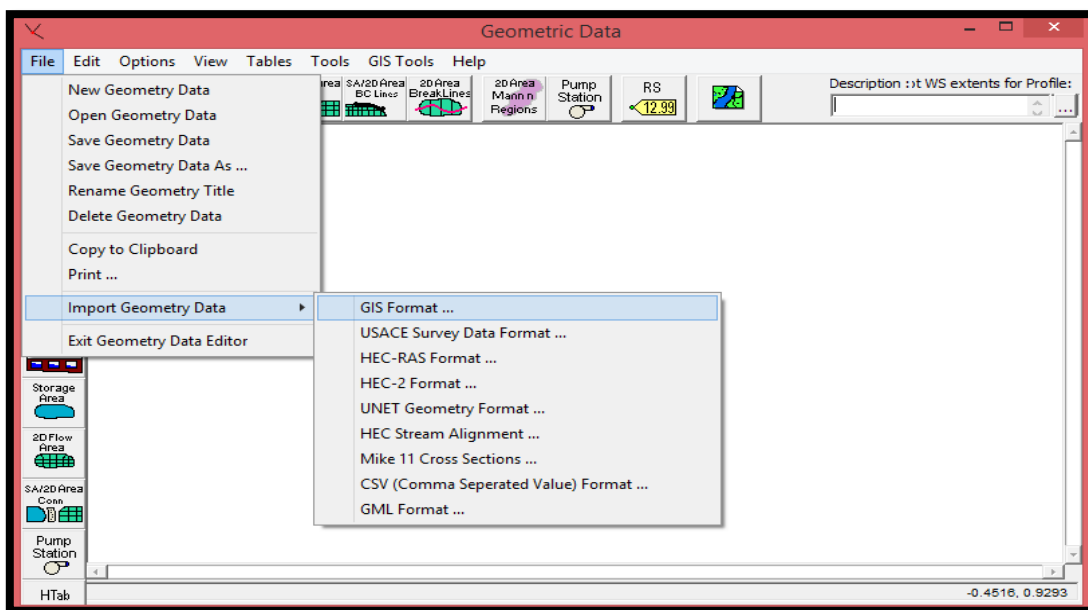 Geometric Data
File Edit Options View Tables Tools GIS Tools Help
New Geometry Data
Open Geometry Data
Save Geometry Data
Save Geometry Data As ...
Rename Geometry Title
Delete Geometry Data
Copy to Clipboard
Print ...
Import Geometry Data
Exit Geometry Data Editor
GIS Format ...
USACE Survey Data Format ...
HEC-RAS Format ...
HEC-2 Format ...
UNET Geometry Format ...
HEC Stream Alignment ...
Mike 11 Cross Sections ...
CSV (Comma Seperated Value) Format ...
GML Format ...
SA/2D Area
BC Lines
2D Area
BreakLines
2D Area
Mann n
Regions
Pump
Station
RS
12.99
Description :
WS extents for Profile:
...
Storage
Area
2D Flow
Area
SA/2D Area
Conn
Pump
Station
HTab
-0.4516, 0.9293